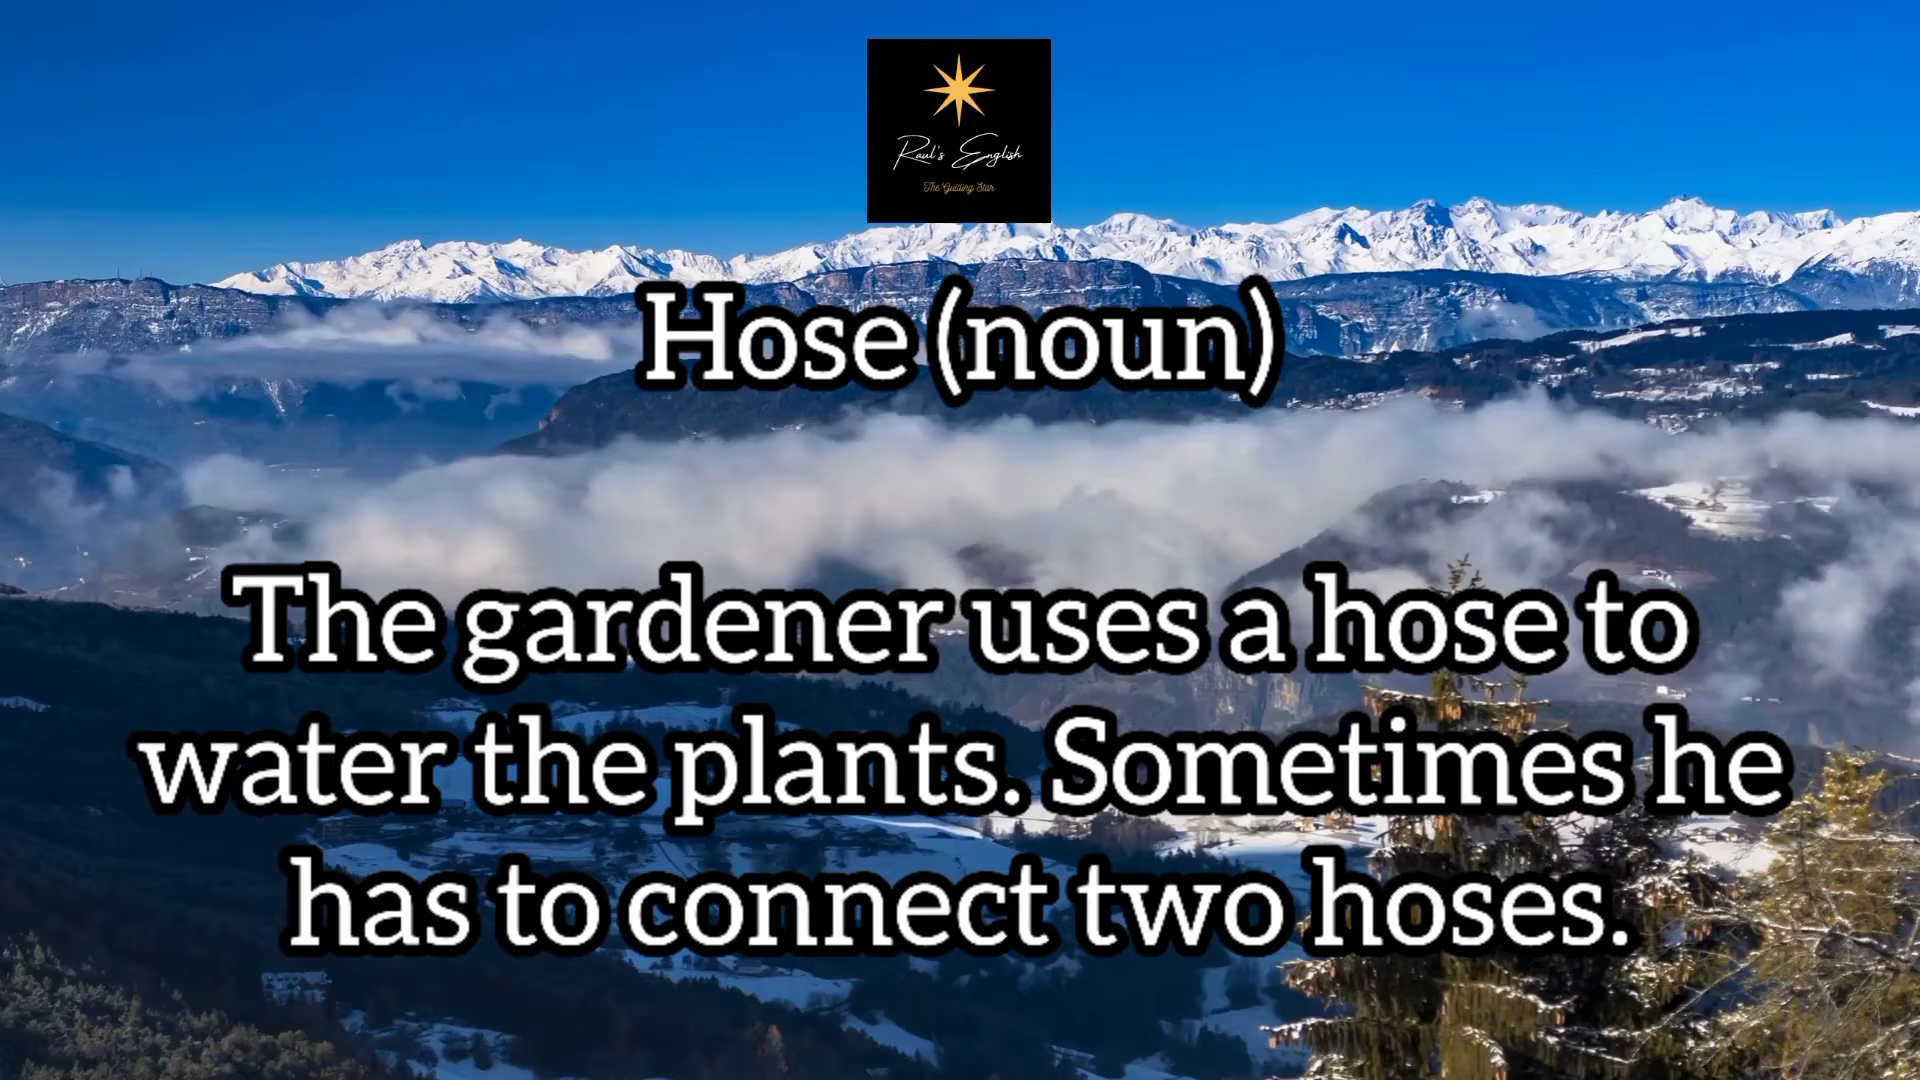 Raul's English
The Guiding Star
Hose (noun)
The gardener uses a hose to
water the plants. Sometimes he
has to connect two hoses.